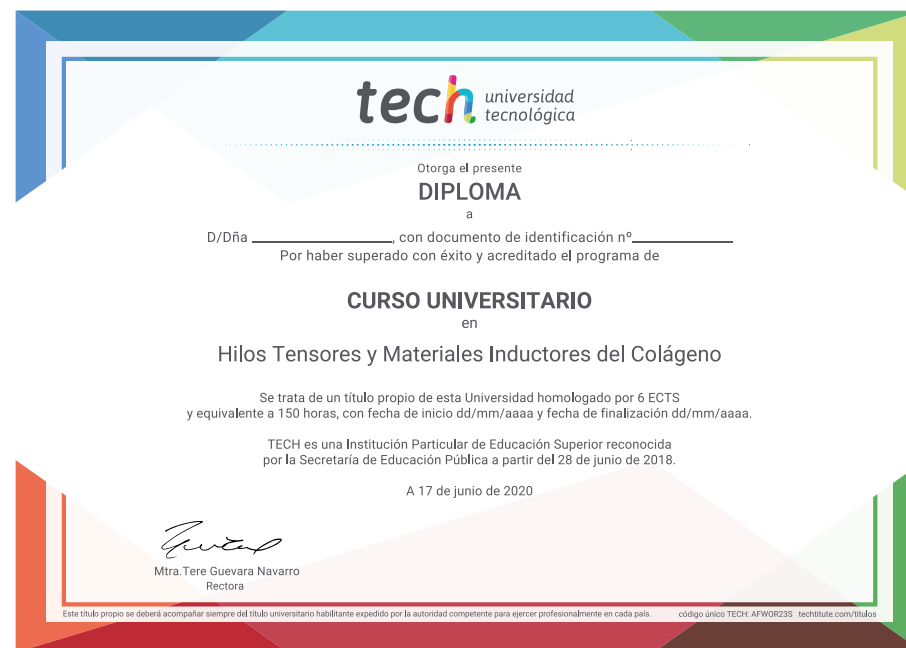 tech universidad
tecnológica
Otorga el presente
DIPLOMA
a
D/Dña ____________________, con documento de identificación nº______________
Por haber superado con éxito y acreditado el programa de
CURSO UNIVERSITARIO
en
Hilos Tensores y Materiales Inductores del Colágeno
Se trata de un título propio de esta Universidad homologado por 6 ECTS
y equivalente a 150 horas, con fecha de inicio dd/mm/aaaa y fecha de finalización dd/mm/aaaa.
TECH es una Institución Particular de Educación Superior reconocida
por la Secretaría de Educación Pública a partir del 28 de junio de 2018.
A 17 de junio de 2020
Mtra.Tere Guevara Navarro
Rectora
Este título propio se deberá acompañar siempre del título universitario habilitante expedido por la autoridad competente para ejercer profesionalmente en cada país. código único TECH: AFWOR23S techtitute.com/titulos